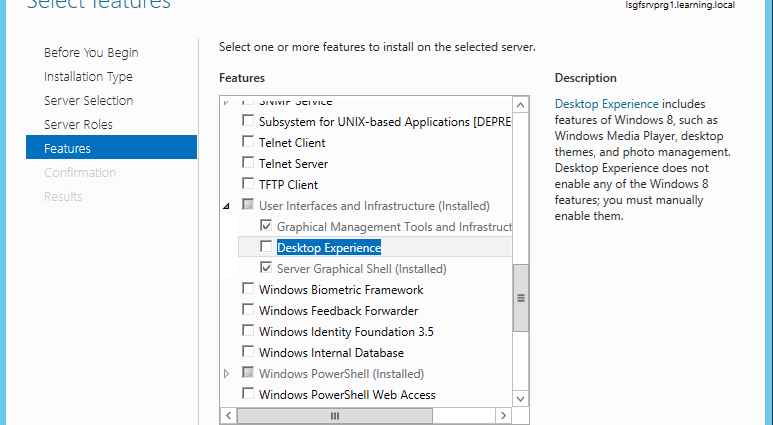 Select features
lsgfsrvprg1.learning.local
Before You Begin
Installation Type
Server Selection
Server Roles
Features
Confirmation
Results
Select one or more features to install on the selected server.
Features
SNMP Service
Subsystem for UNIX-based Applications [DEPRE
Telnet Client
Telnet Server
TFTP Client
User Interfaces and Infrastructure (Installed)
Graphical Management Tools and Infrastruct
Desktop Experience
Server Graphical Shell (Installed)
Windows Biometric Framework
Windows Feedback Forwarder
Windows Identity Foundation 3.5
Windows Internal Database
Windows PowerShell (Installed)
Windows PowerShell Web Access
Description
Desktop Experience includes
features of Windows 8, such as
Windows Media Player, desktop
themes, and photo management.
Desktop Experience does not
enable any of the Windows 8
features; you must manually
enable them.